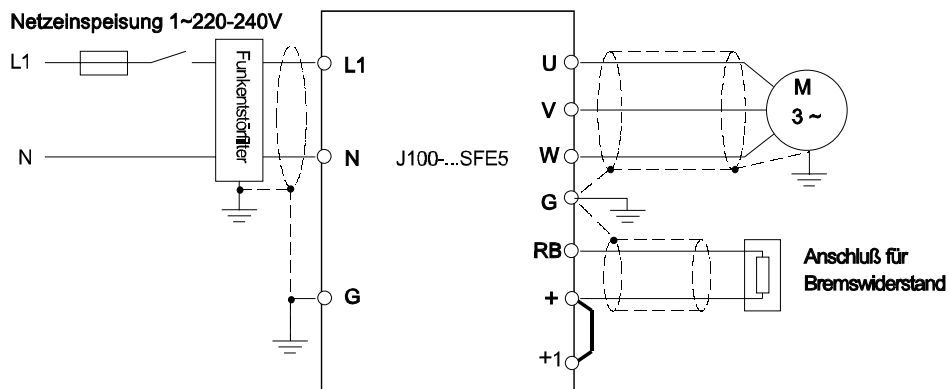 Netzeinspeisung 1~220-240V
L1
Funkentstörfilter
L1
N
N
G
J100-...SFE5
U
V
W
G
RB
+
+1
M
3 ~
Anschluß für
Bremswiderstand